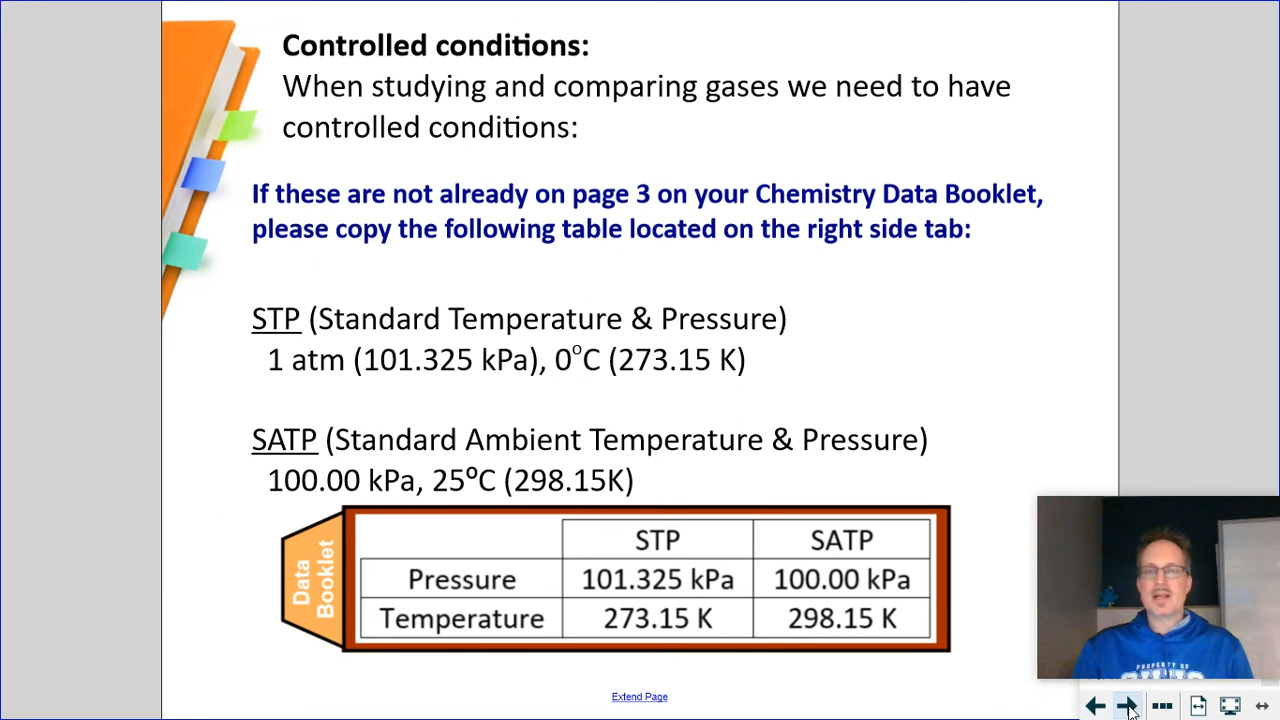 Controlled conditions:
When studying and comparing gases we need to have
controlled conditions:
If these are not already on page 3 on your Chemistry Data Booklet,
please copy the following table located on the right side tab:
STP (Standard Temperature & Pressure)
1 atm (101.325 kPa), 0°C (273.15 K)
SATP (Standard Ambient Temperature & Pressure)
100.00 kPa, 25ºC (298.15K)
Data
Booklet
STP SATP
Pressure 101.325 kPa 100.00 kPa
Temperature 273.15 K 298.15 K
PROPERTY OF
Extend Page